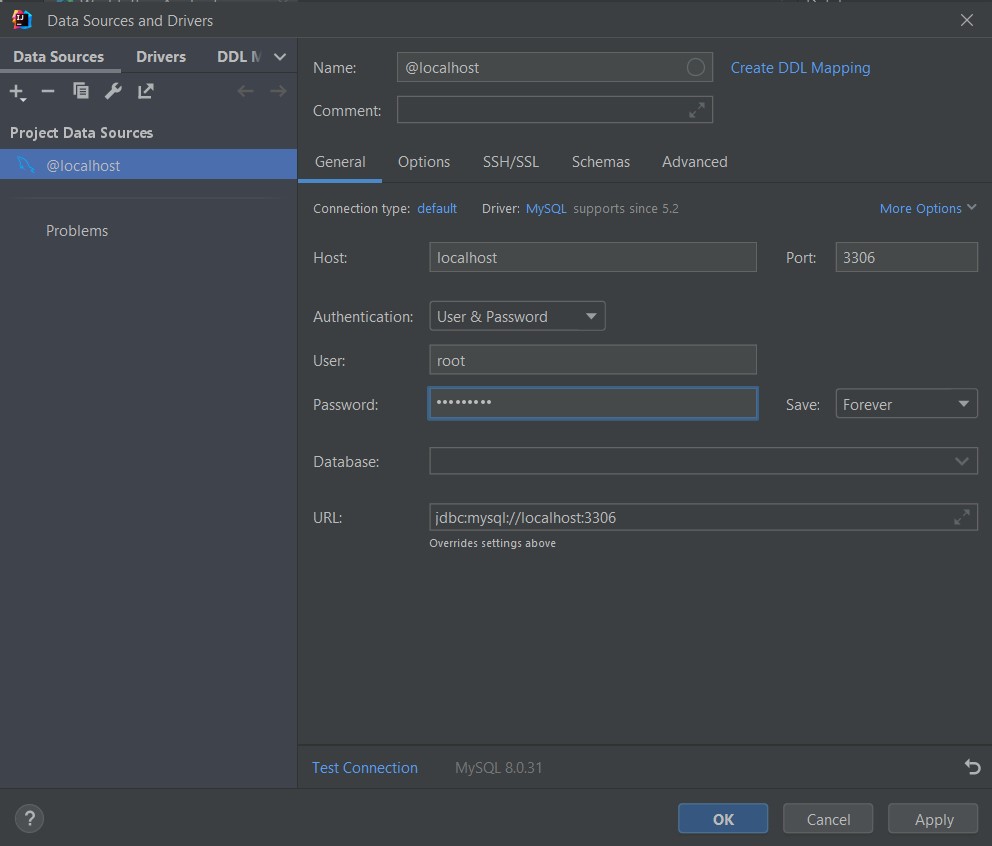 Data Sources and Drivers
Data Sources Drivers DDL M
Project Data Sources
@localhost
Problems
Name: @localhost Create DDL Mapping
Comment:
General Options SSH/SSL Schemas Advanced
Connection type: default Driver: MySQL supports since 5.2 More Options
Host: localhost Port: 3306
Authentication: User & Password
User: root
Password: ••••••••• Save: Forever
Database:
URL: jdbc:mysql://localhost:3306
Overrides settings above
Test Connection MySQL 8.0.31
? OK Cancel Apply